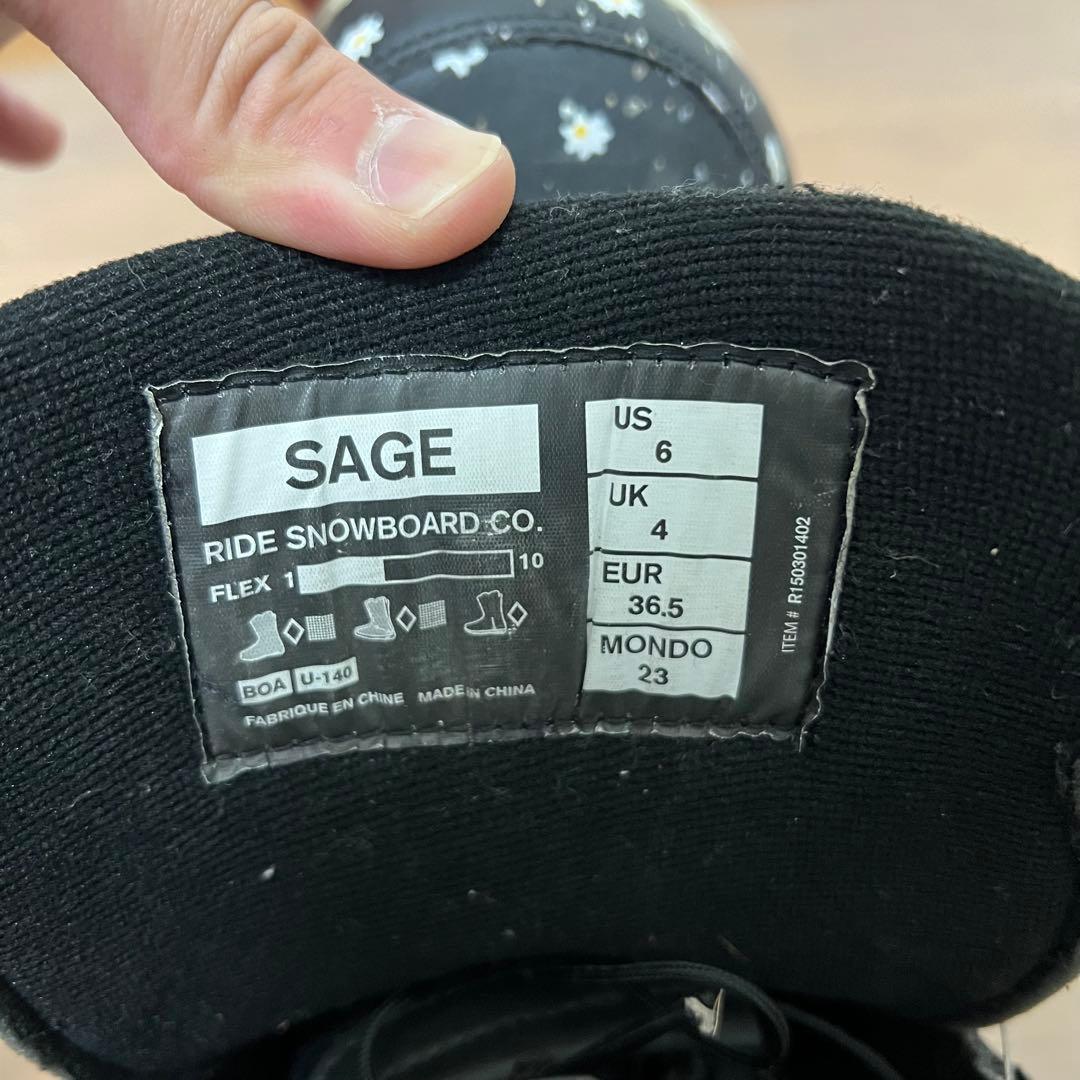 SAGE
RIDE SNOWBOARD CO.
FLEX 1 10
BOA U-140
FABRIQUE EN CHINE MADE IN CHINA
US
6
UK
4
EUR
36.5
MONDO
23
ITEM # R150301402